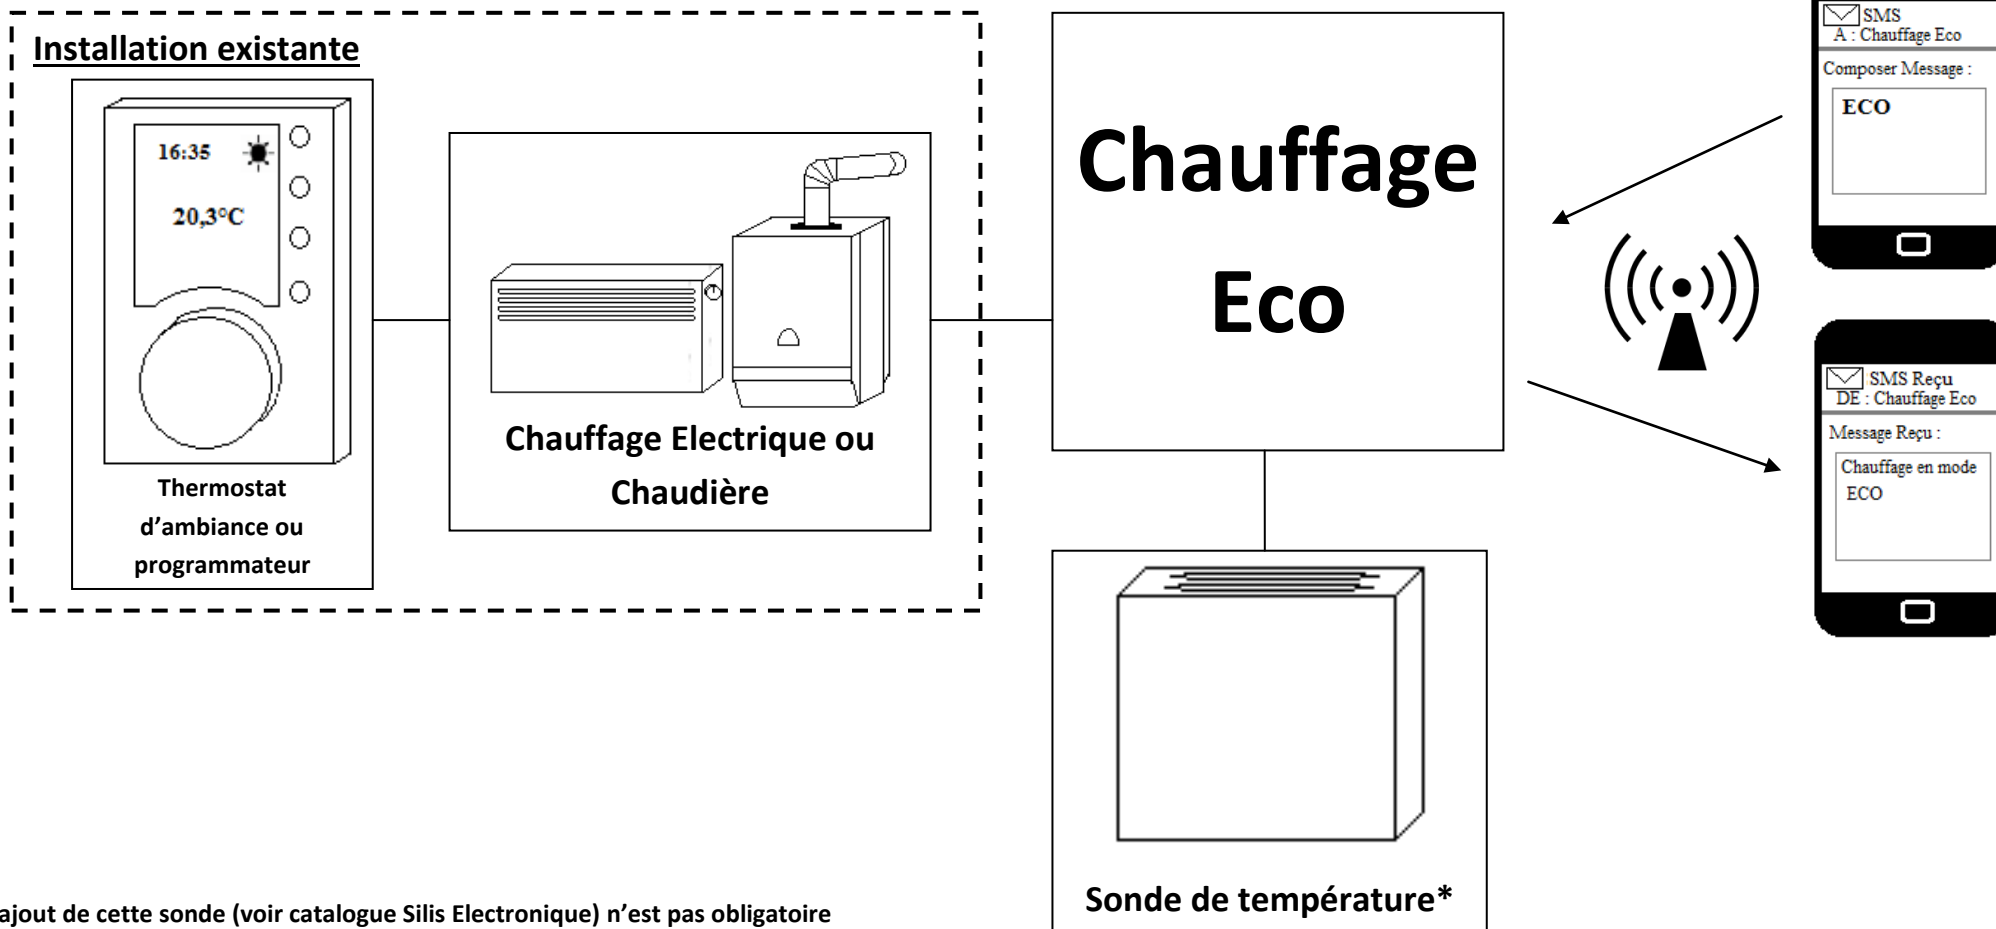 Installation existante
16:35
20,3°C
Thermostat
d’ambiance ou
programmateur
Chauffage Electrique ou
Chaudière
Chauffage
Eco
SMS
A : Chauffage Eco
Composer Message :
ECO
SMS Reçu
DE : Chauffage Eco
Message Reçu :
Chauffage en mode
ECO
Sonde de température*
ajout de cette sonde (voir catalogue Silis Electronique) n’est pas obligatoire